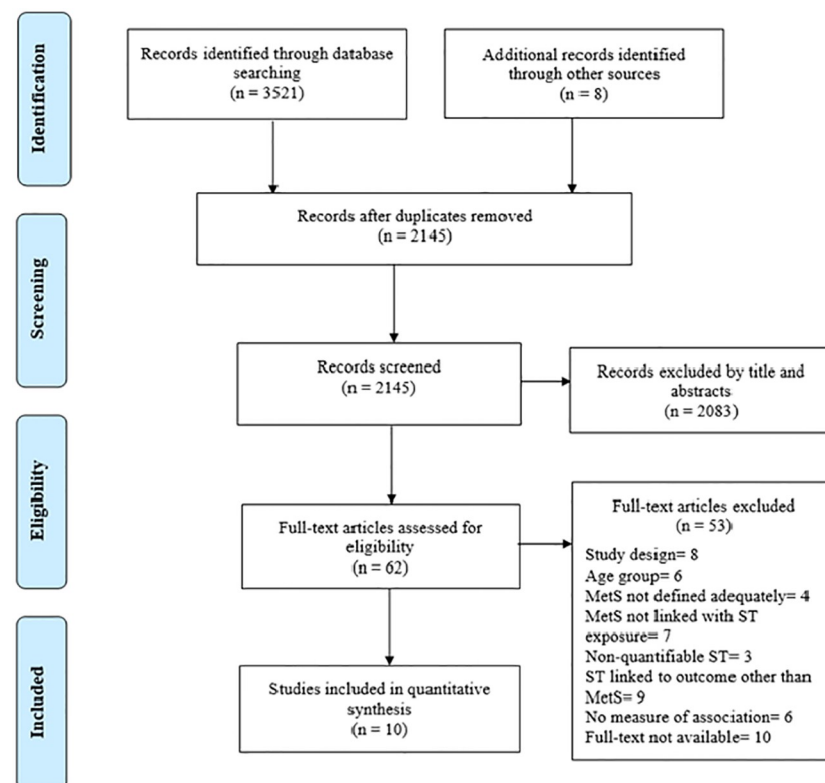 Identification
Records identified through database
searching
(n = 3521)
Additional records identified
through other sources
(n = 8)
Records after duplicates removed
(n = 2145)
Screening
Records screened
(n = 2145)
Records excluded by title and
abstracts
(n = 2083)
Eligibility
Full-text articles assessed for
eligibility
(n = 62)
Full-text articles excluded
(n = 53)
Study design= 8
Age group= 6
MetS not defined adequately= 4
MetS not linked with ST
exposure= 7
Non-quantifiable ST= 3
ST linked to outcome other than
MetS= 9
No measure of association= 6
Full-text not available= 10
Included
Studies included in quantitative
synthesis
(n = 10)